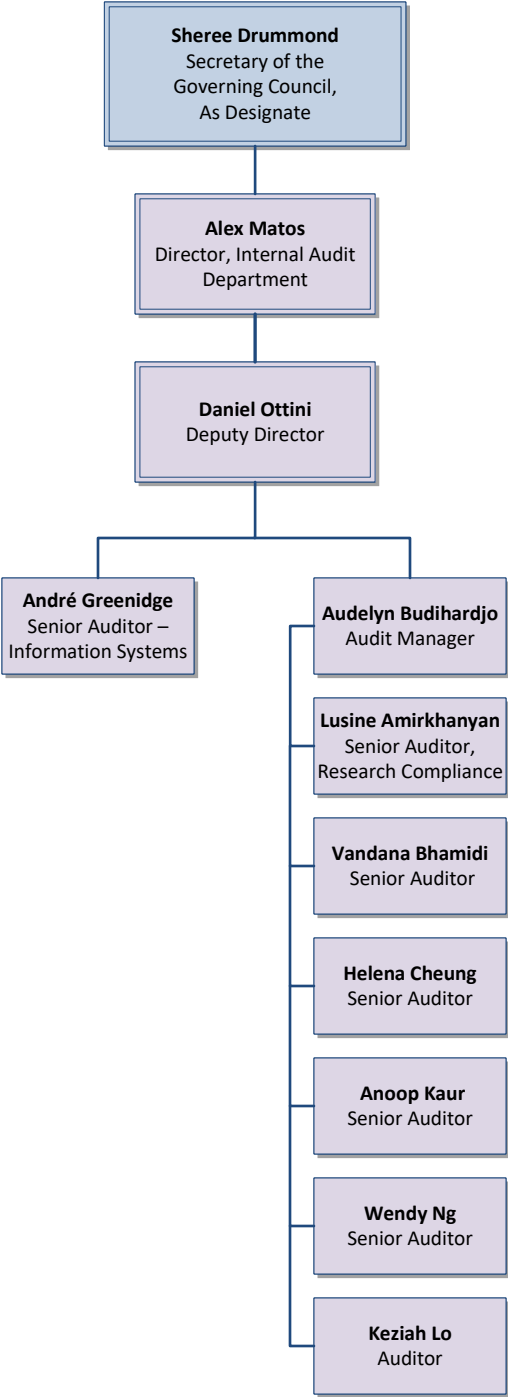 Sheree Drummond
Secretary of the
Governing Council,
As Designate
Alex Matos
Director, Internal Audit
Department
Daniel Ottini
Deputy Director
André Greenidge
Senior Auditor –
Information Systems
Audelyn Budihardjo
Audit Manager
Lusine Amirkhanyan
Senior Auditor,
Research Compliance
Vandana Bhamidi
Senior Auditor
Helena Cheung
Senior Auditor
Anoop Kaur
Senior Auditor
Wendy Ng
Senior Auditor
Keziah Lo
Auditor